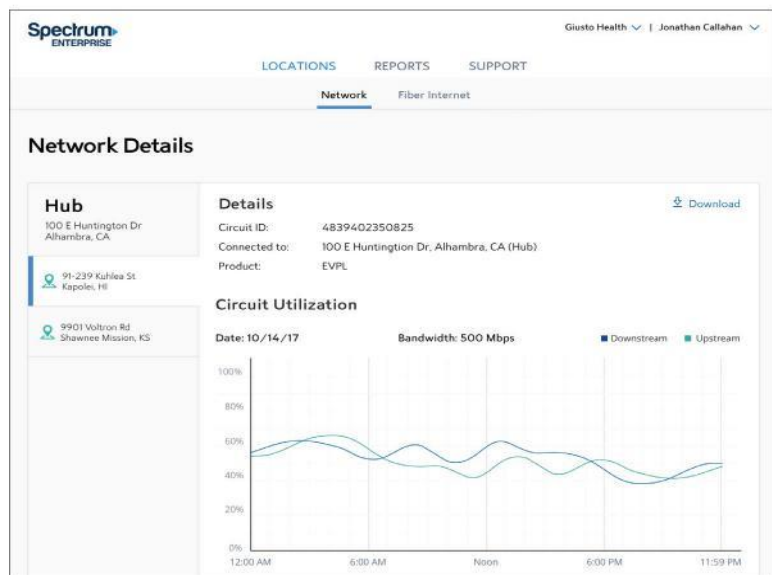 Spectrum
ENTERPRISE
Giusto Health | Jonathan Callahan
LOCATIONS REPORTS SUPPORT
Network Fiber Internet
Network Details
Hub
100 E Huntington Dr
Alhambra, CA
91-239 Kuhlea St
Kapolei, HI
9901 Voltron Rd
Shawnee Mission, KS
Details
Download
Circuit ID: 4839402350825
Connected to: 100 E Huntingtion Dr, Alhambra, CA (Hub)
Product: EVPL
Circuit Utilization
Date: 10/14/17 Bandwidth: 500 Mbps Downstream Upstream
100%
80%
60%
40%
20%
0%
12:00 AM 6:00 AM Noon 6:00 PM 11:59 PM